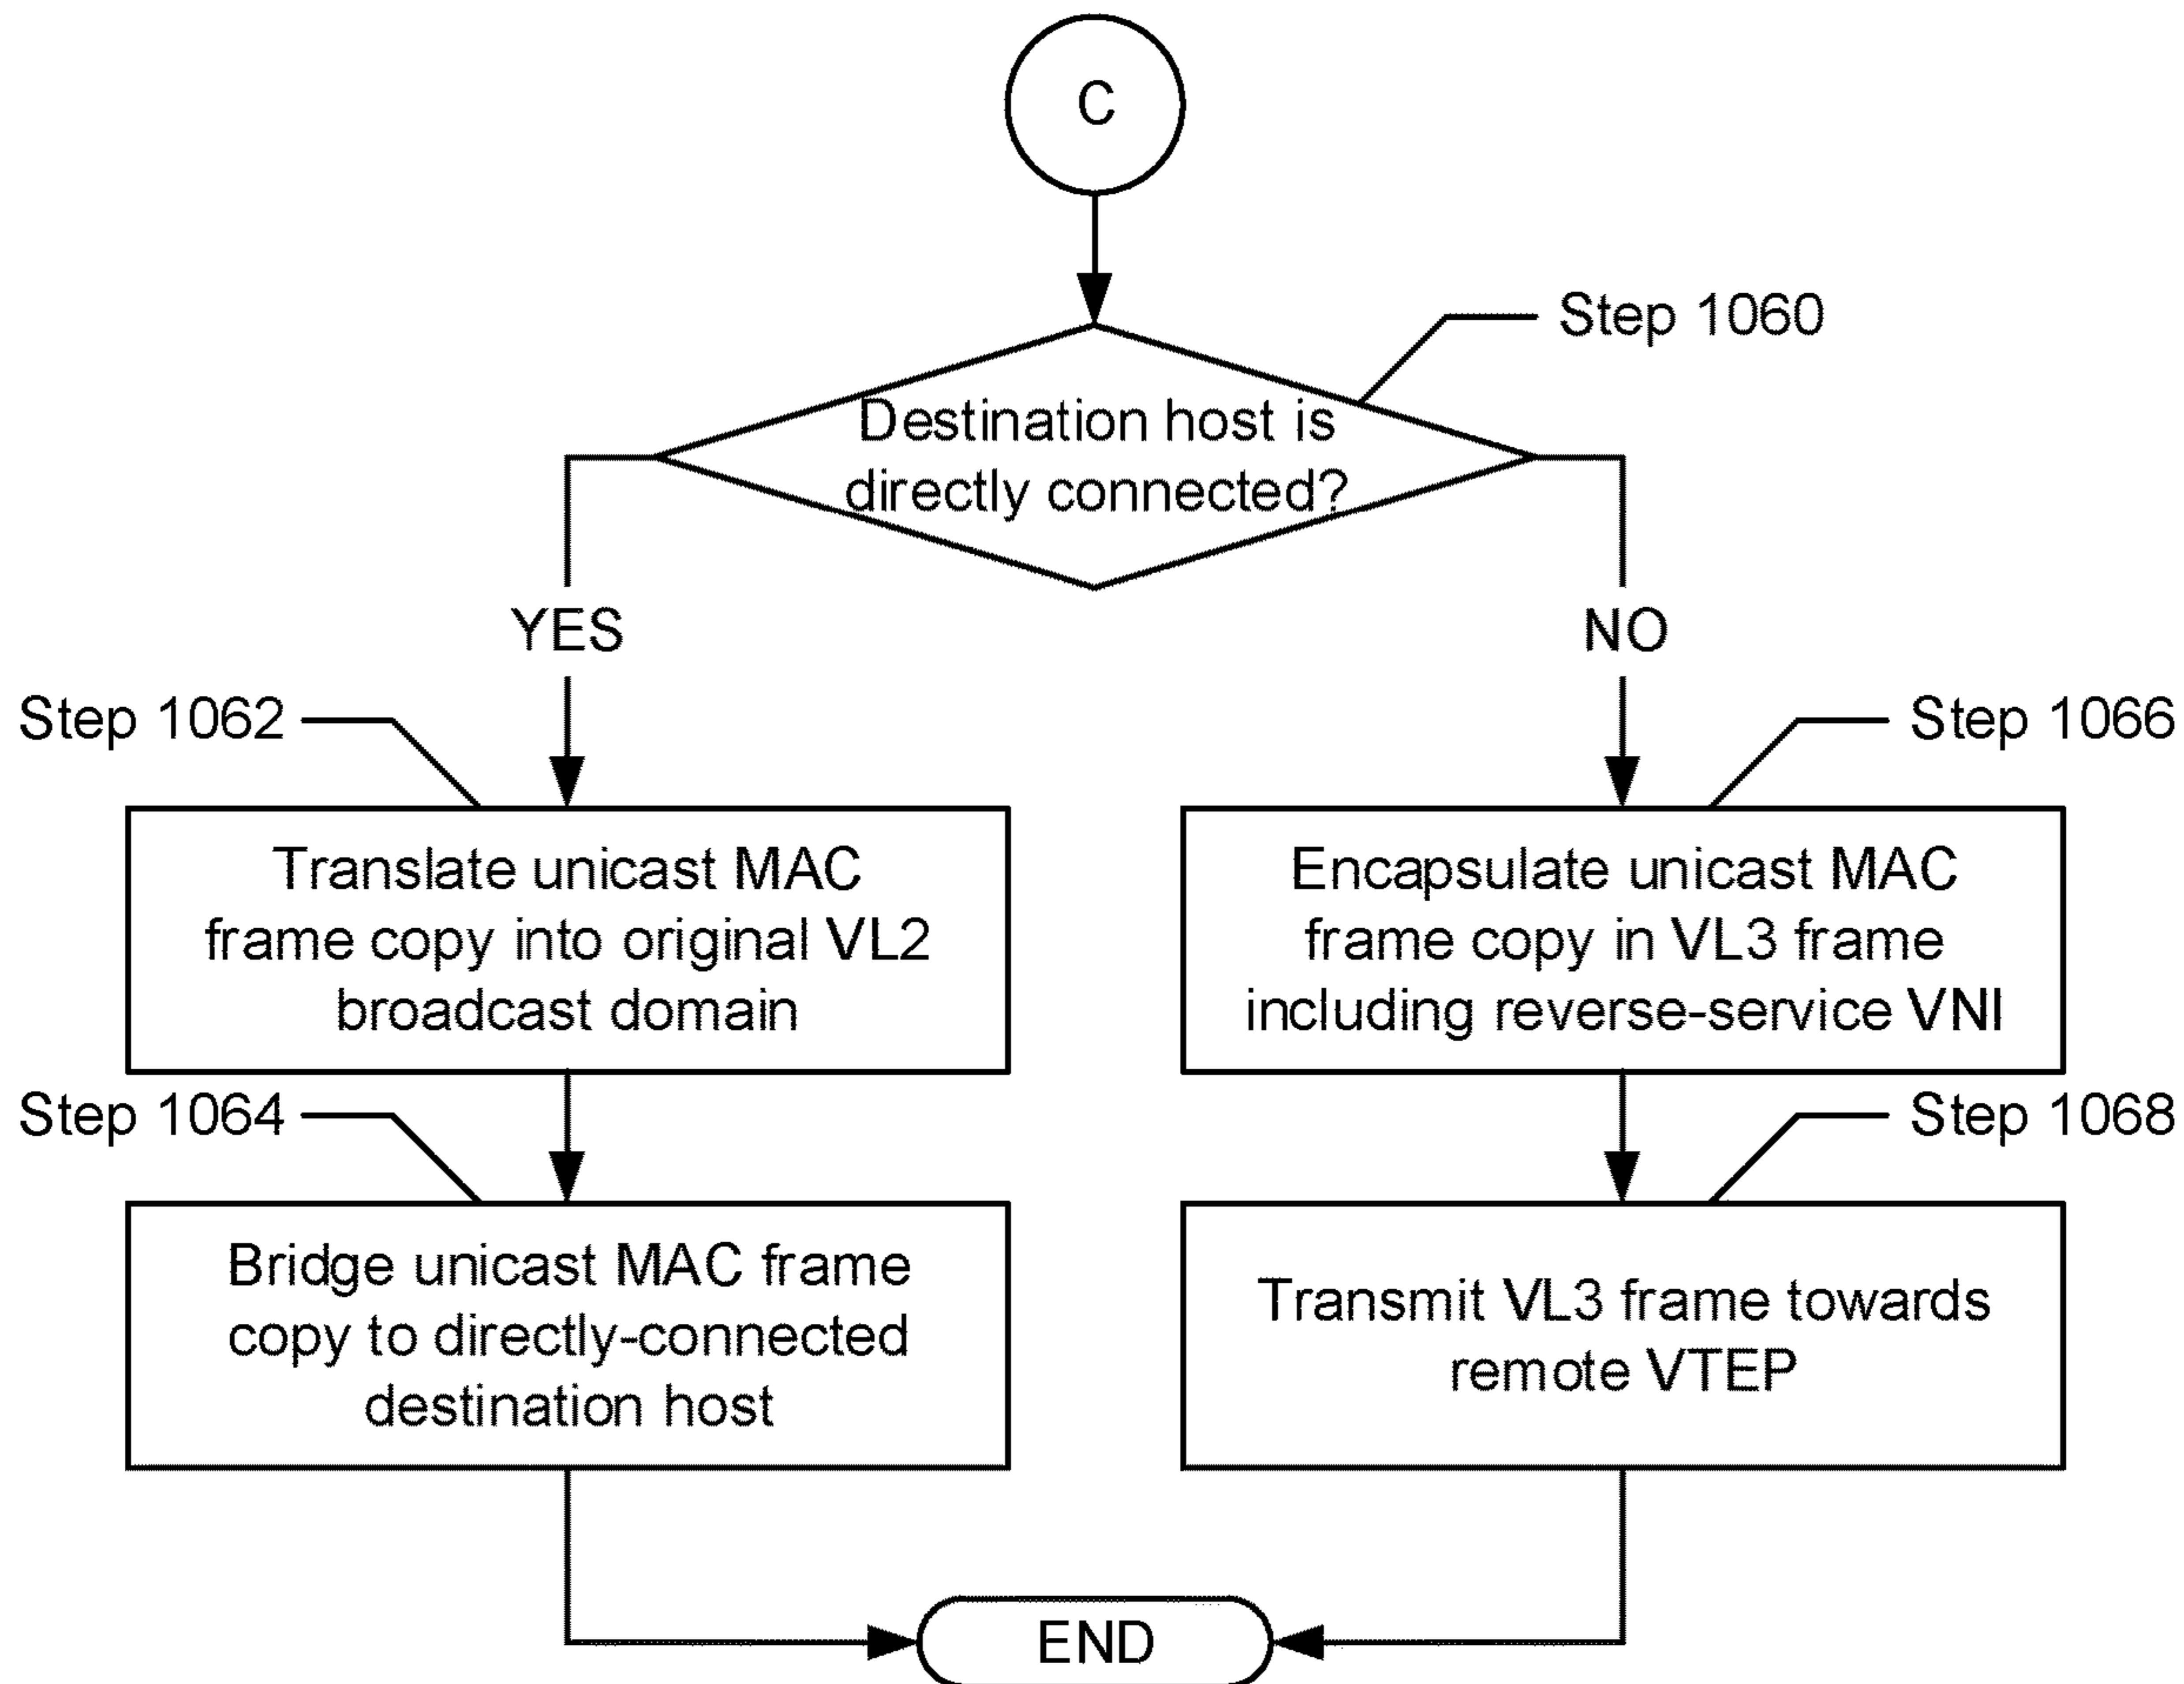 C
Step 1060
Destination host is
directly connected?
YES
NO
Step 1062
Step 1066
Translate unicast MAC
frame copy into original VL2
broadcast domain
Encapsulate unicast MAC
frame copy in VL3 frame
including reverse-service VNI
Step 1064
Step 1068
Bridge unicast MAC frame
copy to directly-connected
destination host
Transmit VL3 frame towards
remote VTEP
END